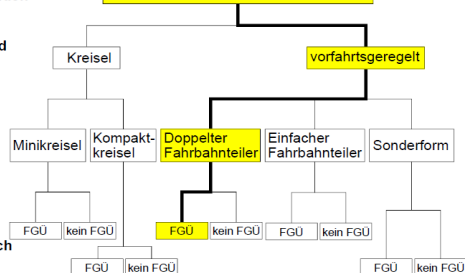 d
Kreisel
vorfahrtsgeregelt
Minikreisel
Kompakt-
kreisel
Doppelter
Fahrbahnteiler
Einfacher
Fahrbahnteiler
Sonderform
FGÜ
kein FGÜ
FGÜ
kein FGÜ
FGÜ
kein FGÜ
ch
FGÜ
kein FGÜ
FGÜ
kein FGÜ